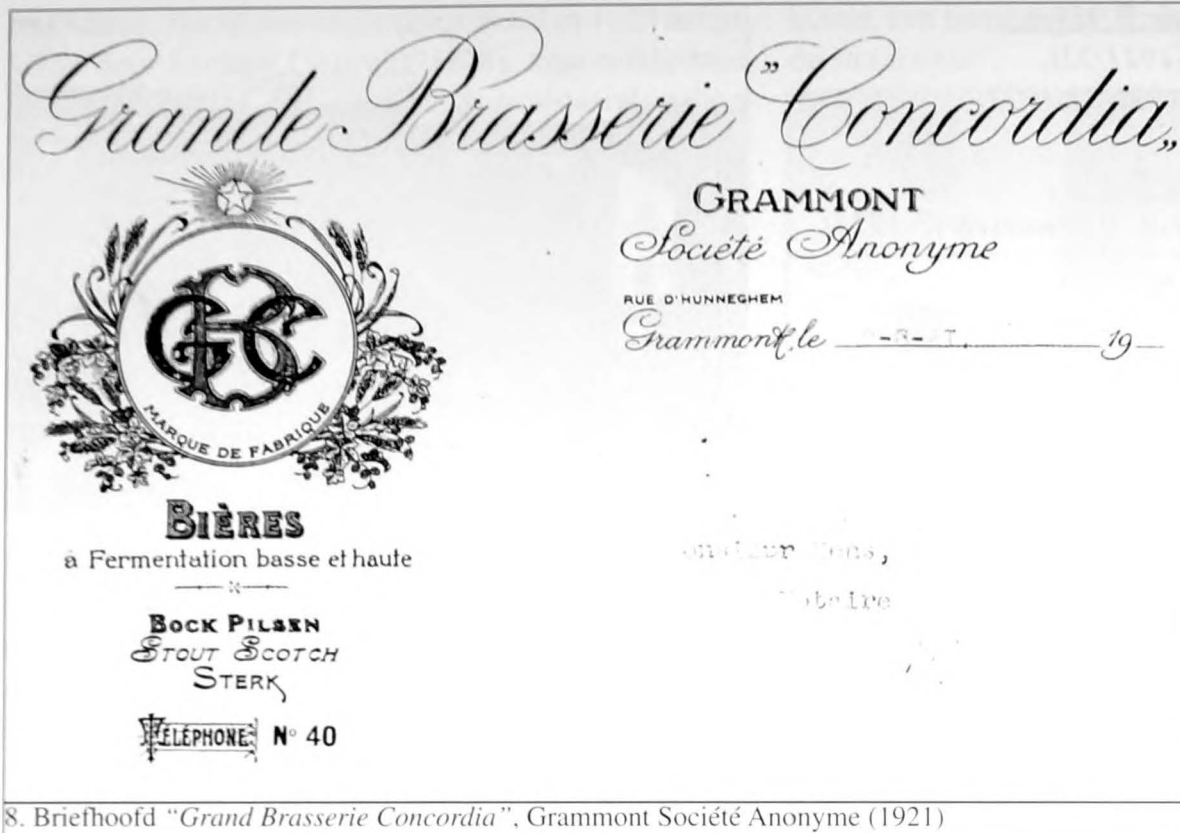 Grande Brasserie "Concordia„
GRAMMONT
Société Anonyme
RUE D'HUNNEGHEM
Grammont, le 19
GBC
MARQUE DE FABRIQUE
BIÈRES
à Fermentation basse et haute
BOCK PILSEN
STOUT SCOTCH
STERK
TÉLÉPHONE N° 40
8. Briefhoofd "Grand Brasserie Concordia", Grammont Société Anonyme (1921)